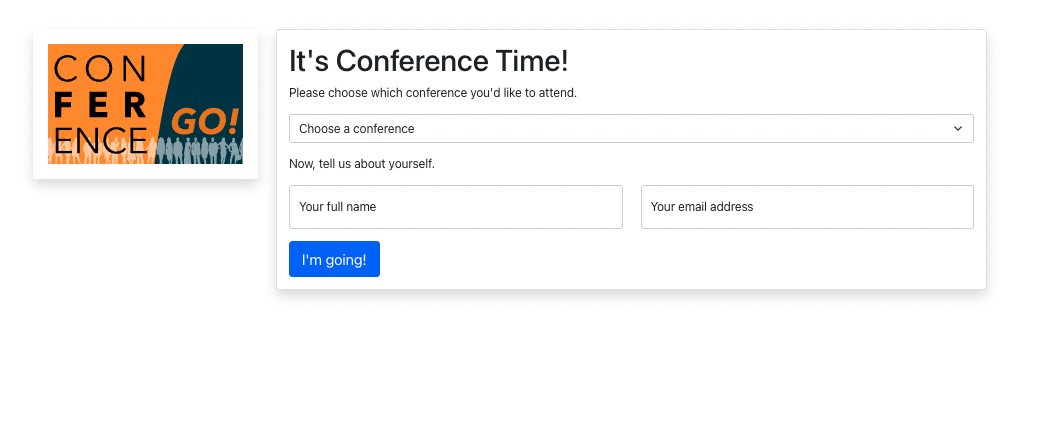 CON
FER
ENCE
GO!
It's Conference Time!
Please choose which conference you'd like to attend.
Choose a conference
Now, tell us about yourself.
Your full name
Your email address
I'm going!